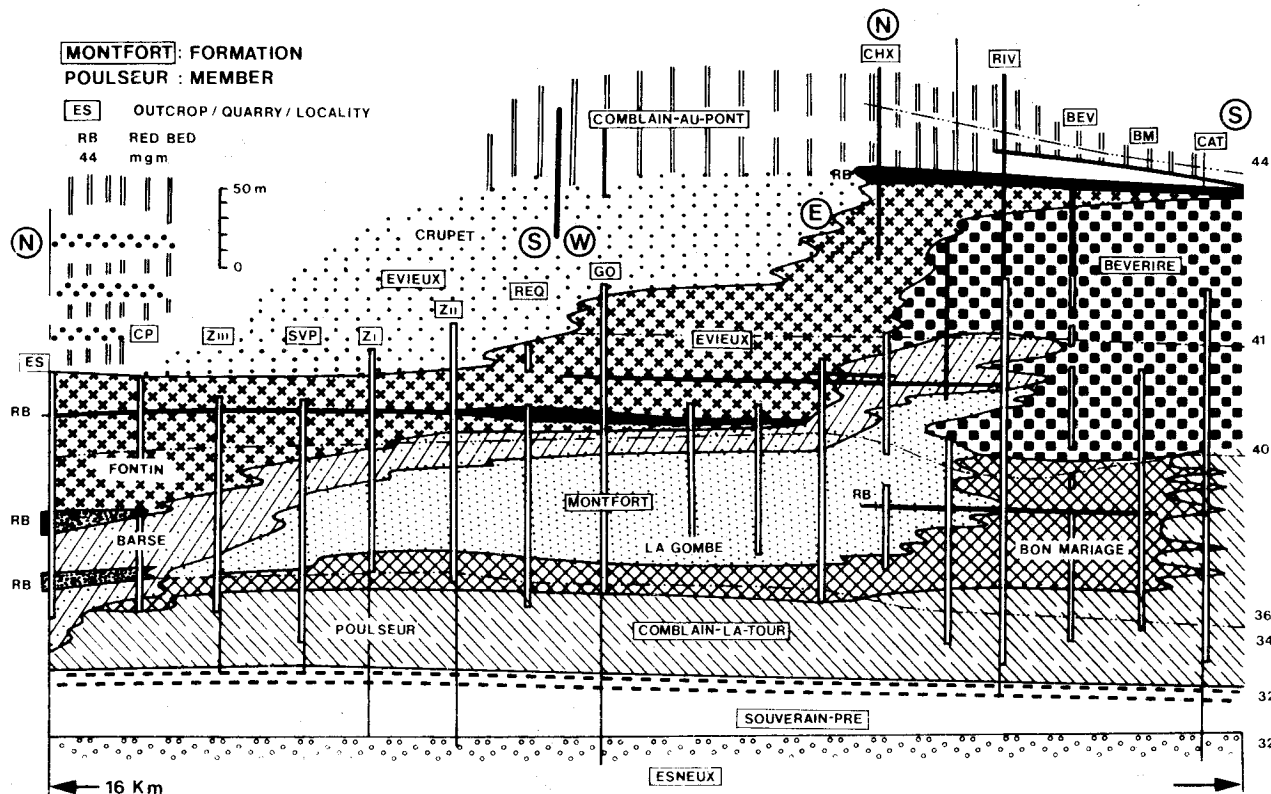 MONTFORT : FORMATION
POULSEUR : MEMBER
ES OUTCROP / QUARRY / LOCALITY
RB RED BED
44 mgm
50 m
0
N
CHX
RIV
COMBLAIN-AU-PONT
BEV
BM
CAT
S
44
RB
N
CRUPET
S W
E
EVIEUX
GO
REQ
BEVERIRE
ZII
CP
ZIII
SVP
ZI
EVIEUX
41
ES
RB
40
FONTIN
MONTFORT
RB
RB
BARSE
LA GOMBE
BON MARIAGE
RB
36
POULSEUR
COMBLAIN-LA-TOUR
34
32
SOUVERAIN-PRE
32
ESNEUX
16 Km